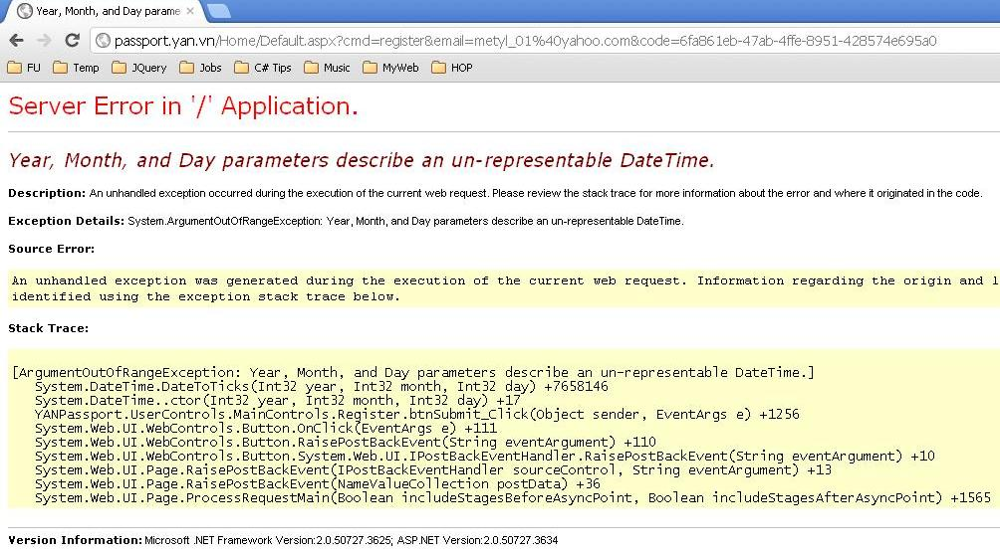 Year, Month, and Day parame
passport.yan.vn/Home/Default.aspx?cmd=register&email=metyl_01%40yahoo.com&code=6fa861eb-47ab-4ffe-8951-428574e695a0
FU Temp JQuery Jobs C# Tips Music MyWeb HOP
Server Error in '/' Application.
Year, Month, and Day parameters describe an un-representable DateTime.
Description: An unhandled exception occurred during the execution of the current web request. Please review the stack trace for more information about the error and where it originated in the code.
Exception Details: System.ArgumentOutOfRangeException: Year, Month, and Day parameters describe an un-representable DateTime.
Source Error:
An unhandled exception was generated during the execution of the current web request. Information regarding the origin and l
identified using the exception stack trace below.
Stack Trace:
[ArgumentOutOfRangeException: Year, Month, and Day parameters describe an un-representable DateTime.]
System.DateTime.DateToTicks(Int32 year, Int32 month, Int32 day) +7658146
System.DateTime..ctor(Int32 year, Int32 month, Int32 day) +17
YANPassport.UserControls.MainControls.Register.btnSubmit_Click(Object sender, EventArgs e) +1256
System.Web.UI.WebControls.Button.OnClick(EventArgs e) +111
System.Web.UI.WebControls.Button.RaisePostBackEvent(String eventArgument) +110
System.Web.UI.WebControls.Button.System.Web.UI.IPostBackEventHandler.RaisePostBackEvent(String eventArgument) +10
System.Web.UI.Page.RaisePostBackEvent(IPostBackEventHandler sourceControl, String eventArgument) +13
System.Web.UI.Page.RaisePostBackEvent(NameValueCollection postData) +36
System.Web.UI.Page.ProcessRequestMain(Boolean includeStagesBeforeAsyncPoint, Boolean includeStagesAfterAsyncPoint) +1565
Version Information: Microsoft .NET Framework Version:2.0.50727.3625; ASP.NET Version:2.0.50727.3634